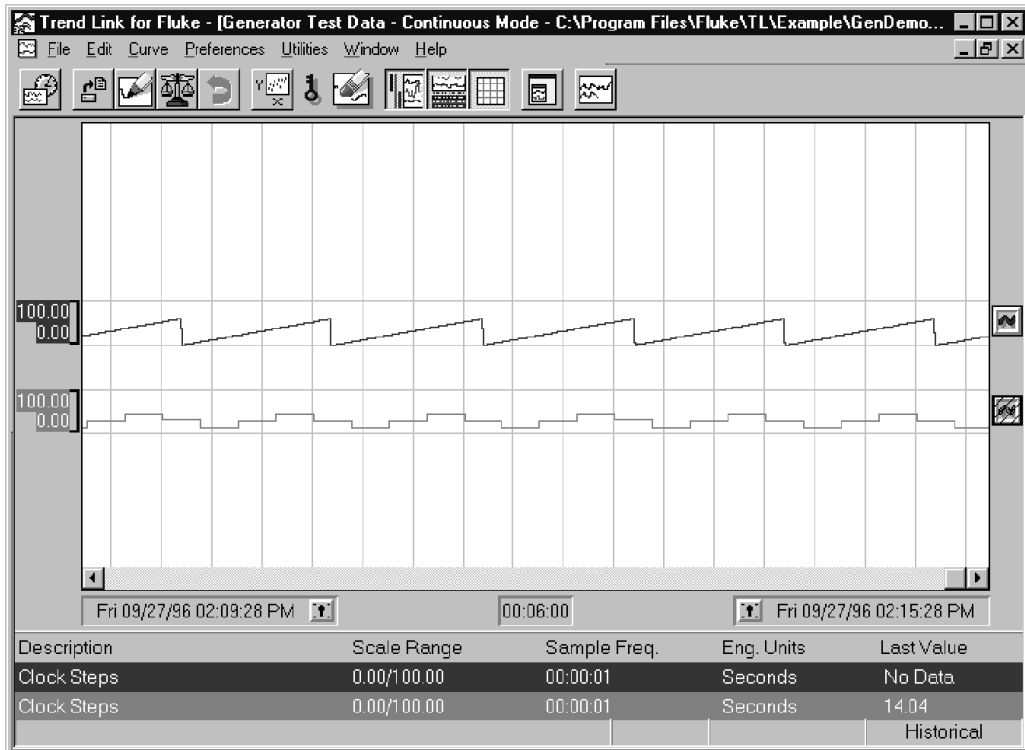 Trend Link for Fluke - [Generator Test Data - Continuous Mode - C:\Program Files\Fluke\TL\Example\GenDemo...
File Edit Curve Preferences Utilities Window Help
100.00
0.00
100.00
0.00
Fri 09/27/96 02:09:28 PM 00:06:00 Fri 09/27/96 02:15:28 PM
Description Scale Range Sample Freq. Eng. Units Last Value
Clock Steps 0.00/100.00 00:00:01 Seconds No Data
Clock Steps 0.00/100.00 00:00:01 Seconds 14.04
Historical